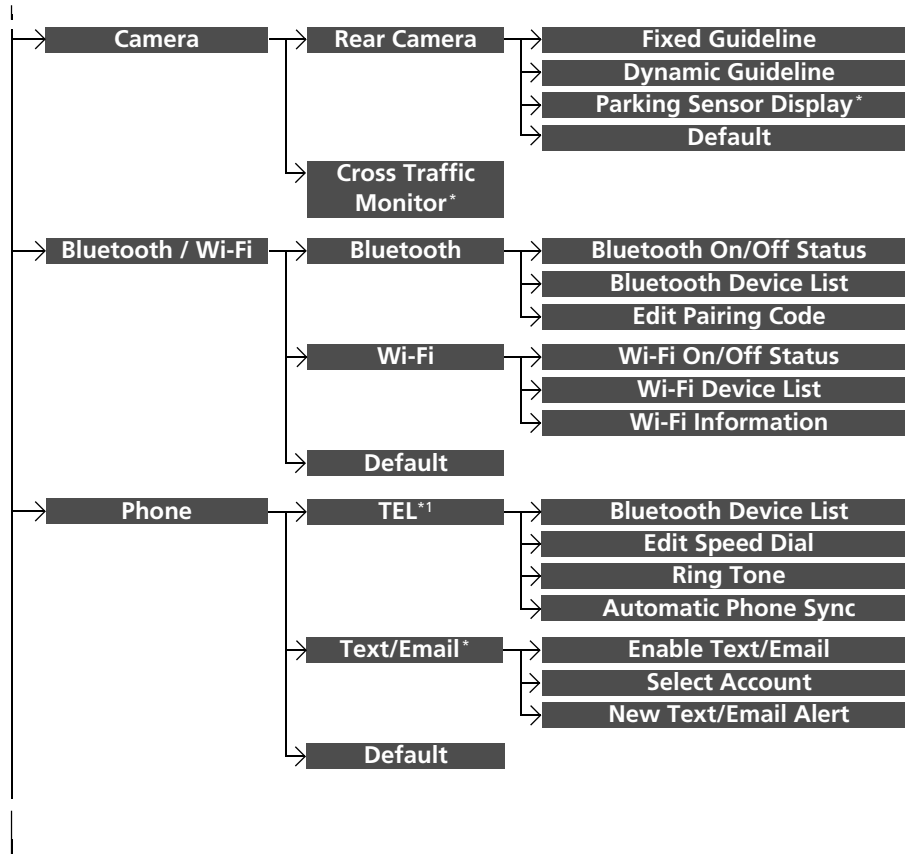 Camera
Rear Camera
Fixed Guideline
Dynamic Guideline
Parking Sensor Display*
Default
Cross Traffic
Monitor*
Bluetooth / Wi-Fi
Bluetooth
Bluetooth On/Off Status
Bluetooth Device List
Edit Pairing Code
Wi-Fi
Wi-Fi On/Off Status
Wi-Fi Device List
Wi-Fi Information
Default
Phone
TEL*1
Bluetooth Device List
Edit Speed Dial
Ring Tone
Automatic Phone Sync
Text/Email*
Enable Text/Email
Select Account
New Text/Email Alert
Default